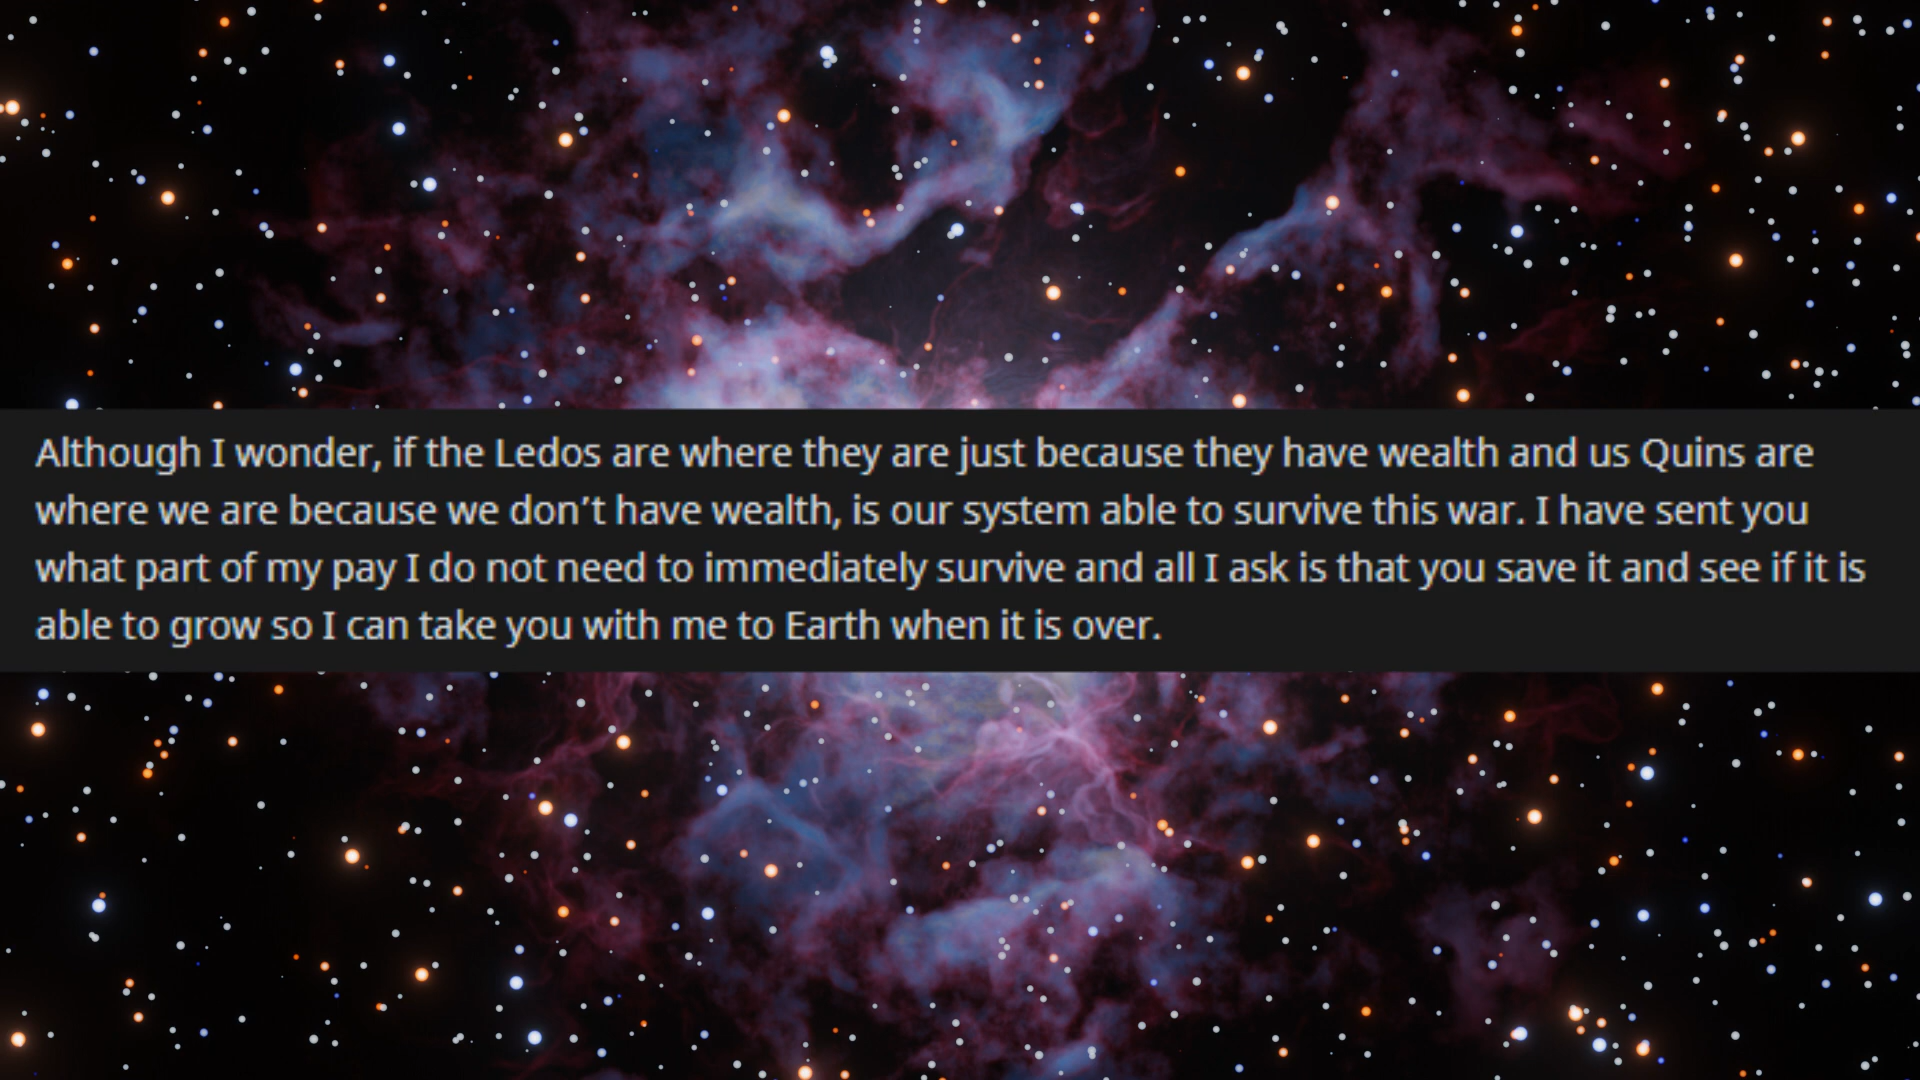 Although I wonder, if the Ledos are where they are just because they have wealth and us Quins are
where we are because we don’t have wealth, is our system able to survive this war. I have sent you
what part of my pay I do not need to immediately survive and all I ask is that you save it and see if it is
able to grow so I can take you with me to Earth when it is over.